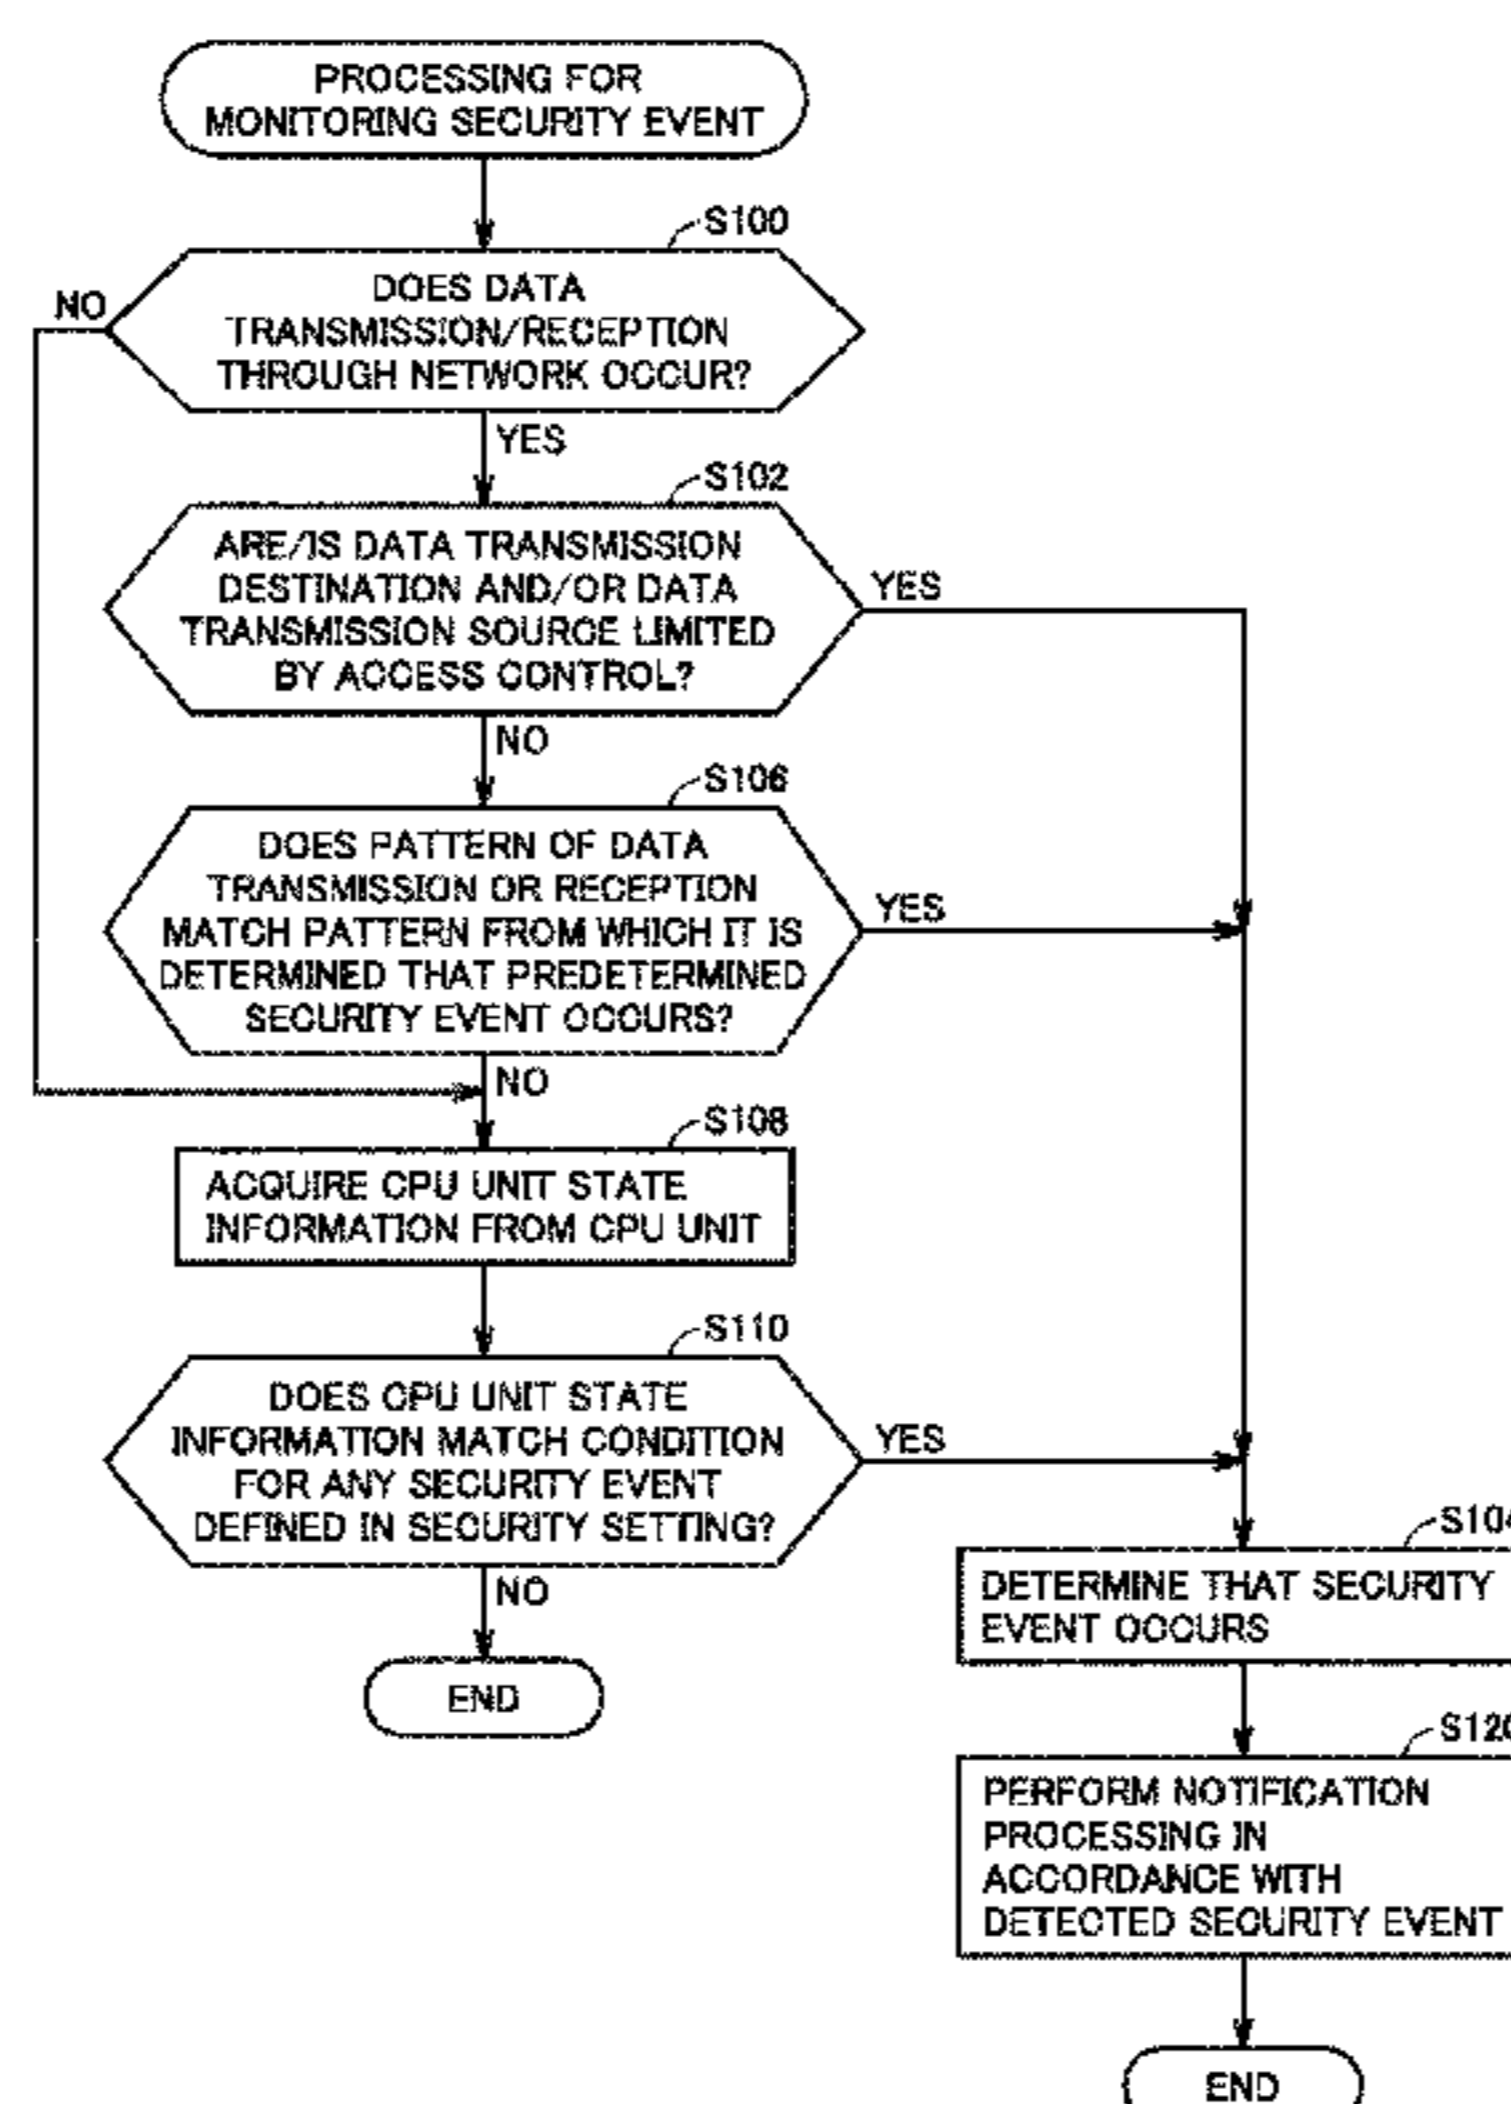 PROCESSING FOR
MONITORING SECURITY EVENT
S100
DOES DATA
TRANSMISSION/RECEPTION
THROUGH NETWORK OCCUR?
NO
YES
S102
ARE/IS DATA TRANSMISSION
DESTINATION AND/OR DATA
TRANSMISSION SOURCE LIMITED
BY ACCESS CONTROL?
YES
NO
S106
DOES PATTERN OF DATA
TRANSMISSION OR RECEPTION
MATCH PATTERN FROM WHICH IT IS
DETERMINED THAT PREDETERMINED
SECURITY EVENT OCCURS?
YES
NO
S108
ACQUIRE CPU UNIT STATE
INFORMATION FROM CPU UNIT
S110
DOES CPU UNIT STATE
INFORMATION MATCH CONDITION
FOR ANY SECURITY EVENT
DEFINED IN SECURITY SETTING?
YES
NO
END
S104
DETERMINE THAT SECURITY
EVENT OCCURS
S120
PERFORM NOTIFICATION
PROCESSING IN
ACCORDANCE WITH
DETECTED SECURITY EVENT
END